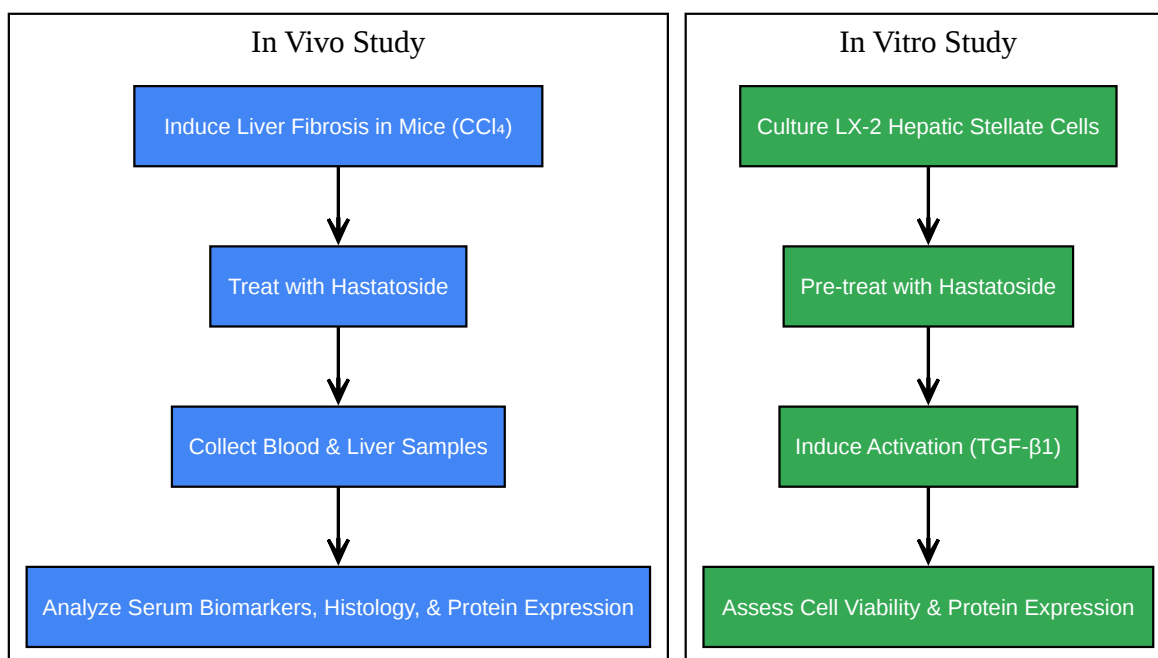 In Vivo Study
Induce Liver Fibrosis in Mice (CCl₄)
Treat with Hastatoside
Collect Blood & Liver Samples
Analyze Serum Biomarkers, Histology, & Protein Expression
In Vitro Study
Culture LX-2 Hepatic Stellate Cells
Pre-treat with Hastatoside
Induce Activation (TGF-β1)
Assess Cell Viability & Protein Expression